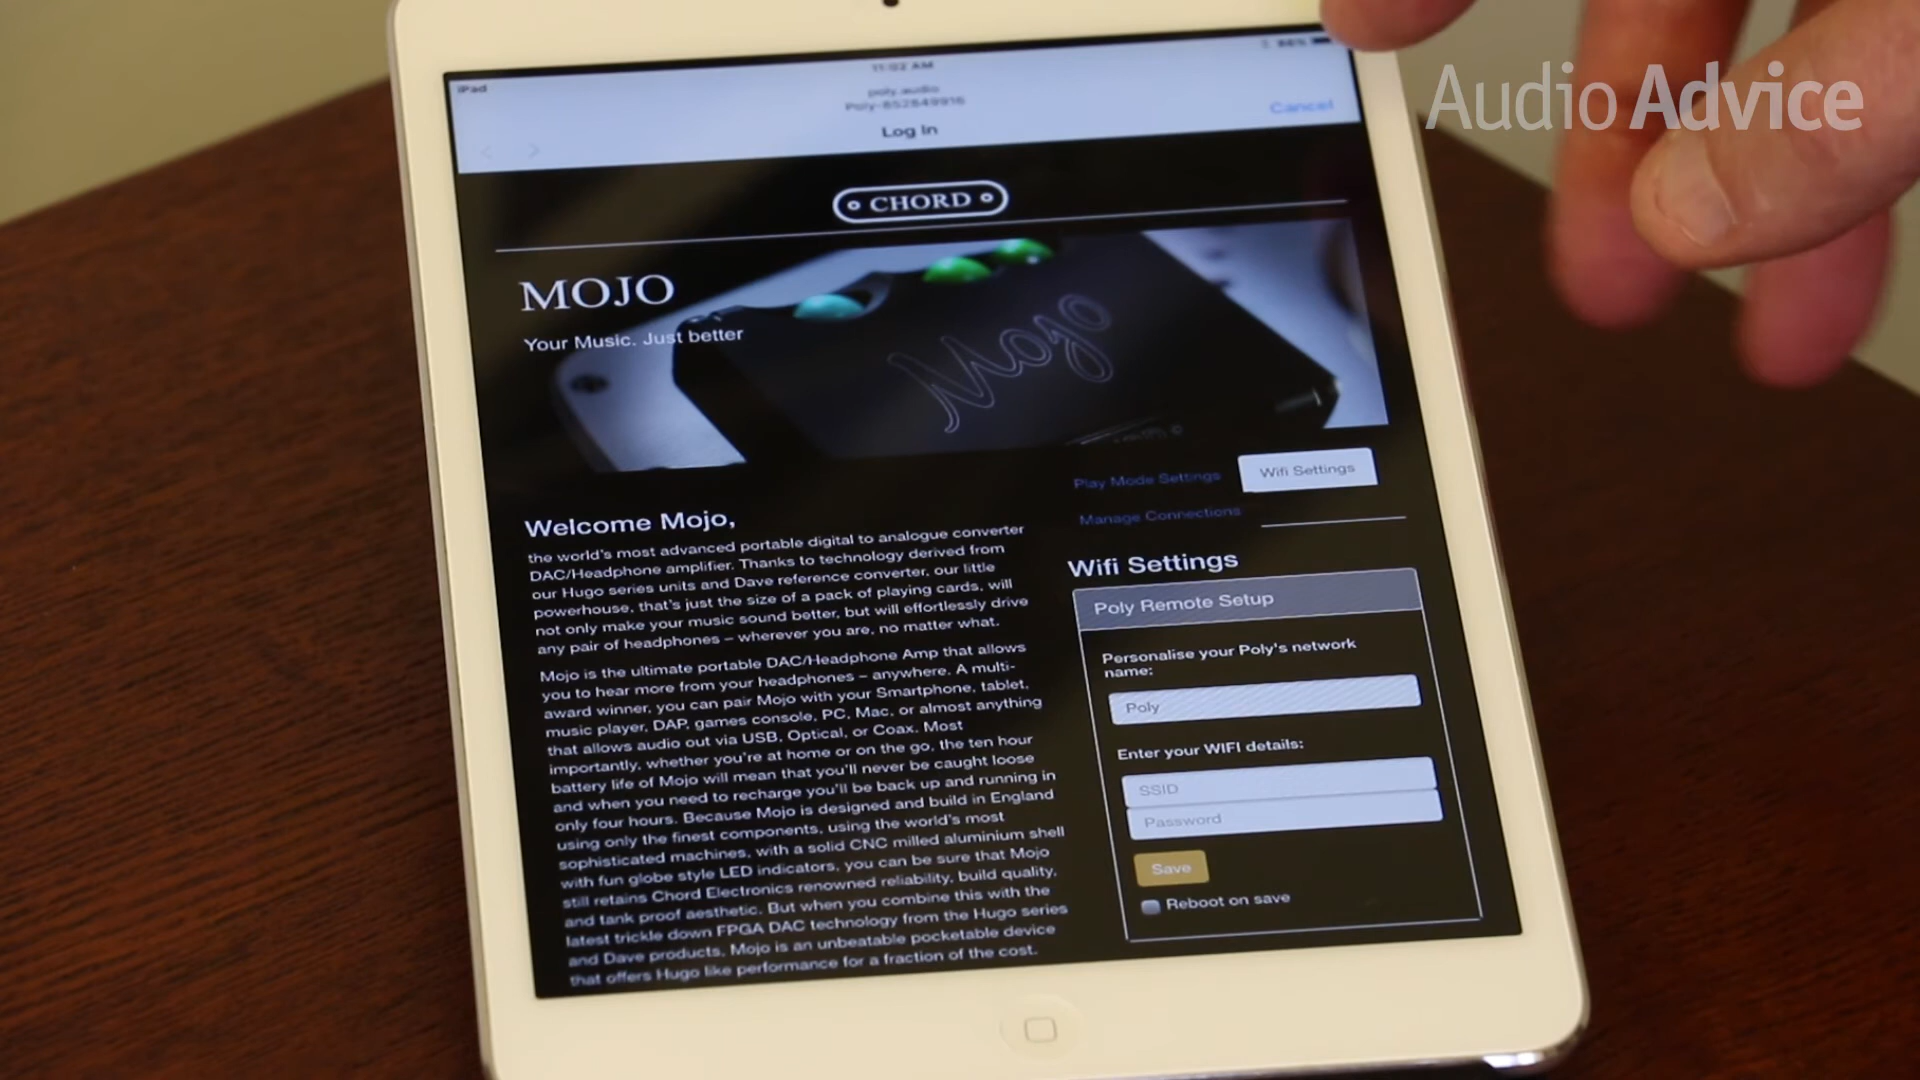 Audio Advice
iPad
11:02 AM
86%
poly.audio
Poly-852849916
Log In
Cancel
CHORD
MOJO
Your Music. Just better
Mojo
Play Mode Settings
Wifi Settings
Manage Connections
Welcome Mojo,
the world's most advanced portable digital to analogue converter
DAC/Headphone amplifier. Thanks to technology derived from
our Hugo series units and Dave reference converter, our little
powerhouse, that's just the size of a pack of playing cards, will
not only make your music sound better, but will effortlessly drive
any pair of headphones – wherever you are, no matter what.
Mojo is the ultimate portable DAC/Headphone Amp that allows
you to hear more from your headphones – anywhere. A multi-
award winner, you can pair Mojo with your Smartphone, tablet,
music player, DAP, games console, PC, Mac, or almost anything
that allows audio out via USB, Optical, or Coax. Most
importantly, whether you're at home or on the go, the ten hour
battery life of Mojo will mean that you'll never be caught loose
and when you need to recharge you'll be back up and running in
only four hours. Because Mojo is designed and build in England
using only the finest components, using the world's most
sophisticated machines, with a solid CNC milled aluminium shell
with fun globe style LED indicators, you can be sure that Mojo
still retains Chord Electronics renowned reliability, build quality,
and tank proof aesthetic. But when you combine this with the
latest trickle down FPGA DAC technology from the Hugo series
and Dave products, Mojo is an unbeatable pocketable device
that offers Hugo like performance for a fraction of the cost.
Wifi Settings
Poly Remote Setup
Personalise your Poly's network
name:
Poly
Enter your WIFI details:
SSID
Password
Save
Reboot on save